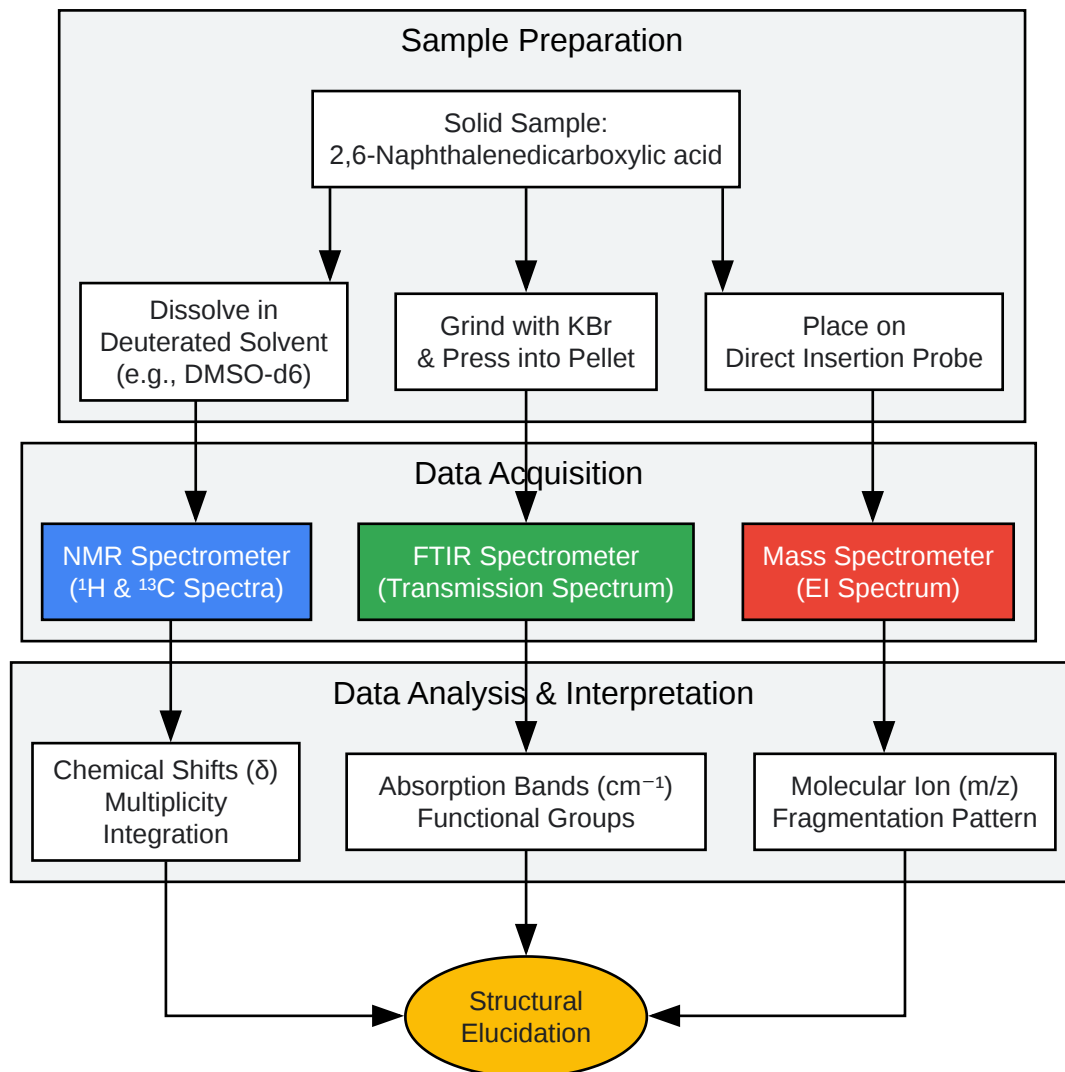 Sample Preparation
Solid Sample:
2,6-Naphthalenedicarboxylic acid
Dissolve in
Deuterated Solvent
(e.g., DMSO-d6)
Grind with KBr
& Press into Pellet
Place on
Direct Insertion Probe
Data Acquisition
NMR Spectrometer
(¹H & ¹³C Spectra)
FTIR Spectrometer
(Transmission Spectrum)
Mass Spectrometer
(EI Spectrum)
Data Analysis & Interpretation
Chemical Shifts (δ)
Multiplicity
Integration
Absorption Bands (cm⁻¹)
Functional Groups
Molecular Ion (m/z)
Fragmentation Pattern
Structural
Elucidation